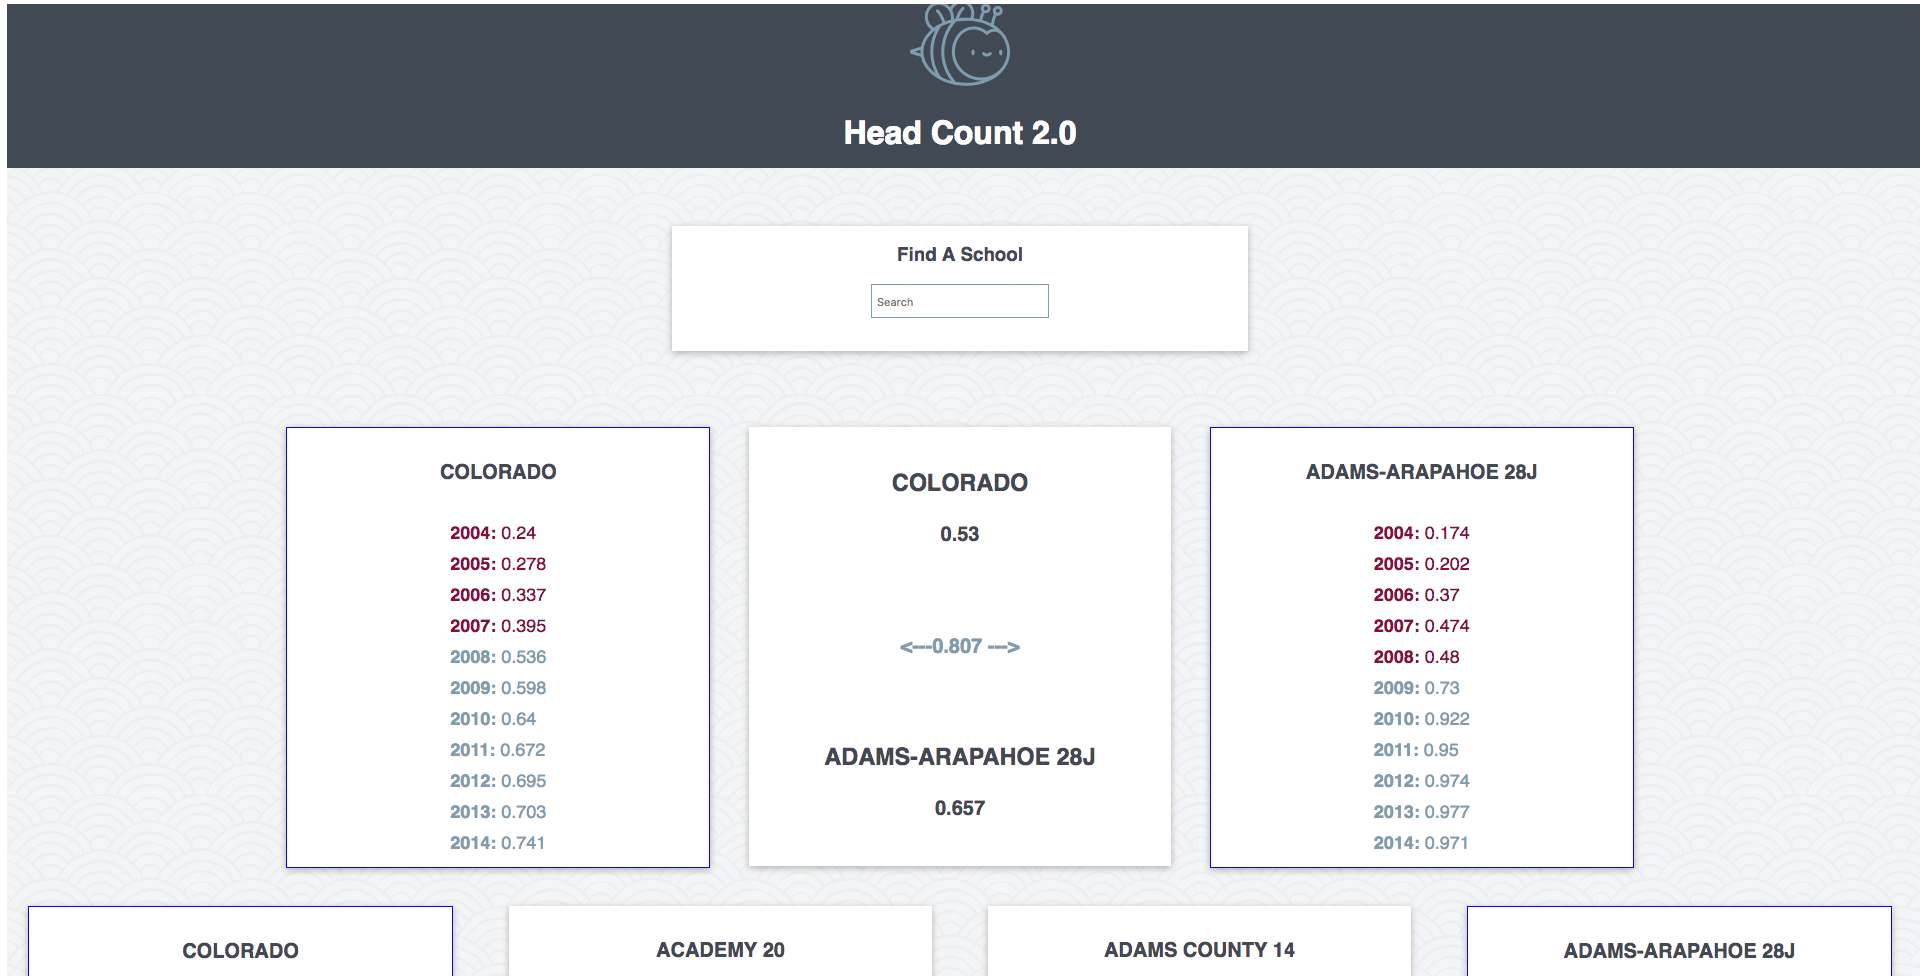 Head Count 2.0
Find A School
Search
COLORADO
2004: 0.24
2005: 0.278
2006: 0.337
2007: 0.395
2008: 0.536
2009: 0.598
2010: 0.64
2011: 0.672
2012: 0.695
2013: 0.703
2014: 0.741
COLORADO
0.53
<---0.807 --->
ADAMS-ARAPAHOE 28J
0.657
ADAMS-ARAPAHOE 28J
2004: 0.174
2005: 0.202
2006: 0.37
2007: 0.474
2008: 0.48
2009: 0.73
2010: 0.922
2011: 0.95
2012: 0.974
2013: 0.977
2014: 0.971
COLORADO
ACADEMY 20
ADAMS COUNTY 14
ADAMS-ARAPAHOE 28J